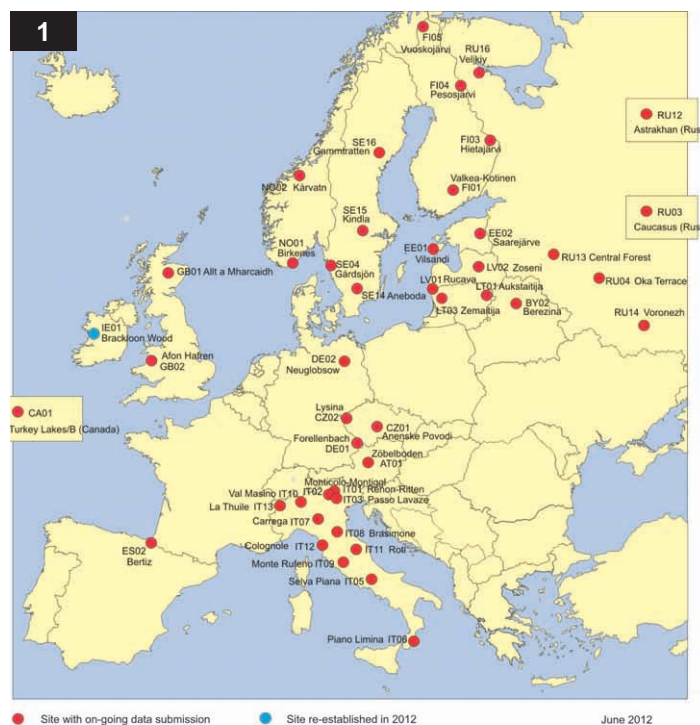 1
FI05
Vuoskojärvi
RU16
Velikiy
FI04
Pesosjärvi
RU12
Astrakhan (Rus
SE16
Gammtratten
FI03
Hietajärvi
NO02 Kårvatn
Valkea-Kotinen
FI01
RU03
Caucasus (Rus
SE15
Kindla
EE02
Saarejärve
NO01
Birkenes
EE01
Vilsandi
RU13 Central Forest
GB01 Allt a Mharcaidh
SE04
Gårdsjön
LV02 Zoseni
RU04 Oka Terrace
LV01 Rucava
LT01 Aukstaitija
SE14 Aneboda
BY02
Berezina
LT03 Zemaitija
RU14 Voronezh
IE01
Brackloon Wood
Afon Hafren
GB02
DE02
Neuglobsow
CA01
Turkey Lakes/B (Canada)
Lysina
CZ02
CZ01
Anenske Povodi
Forellenbach
DE01
Zöbelboden
AT01
Monticolo-Montiggl
IT02
IT01 Renon-Ritten
Val Masino IT10
IT03 Passo Lavaze
La Thuile IT13
Carrega IT07
IT08 Brasimone
Colognole IT12
IT11 Roti
ES02
Bertiz
Monte Rufeno IT09
Selva Piana IT05
Piano Limina IT06
Site with on-going data submission
Site re-established in 2012
June 2012